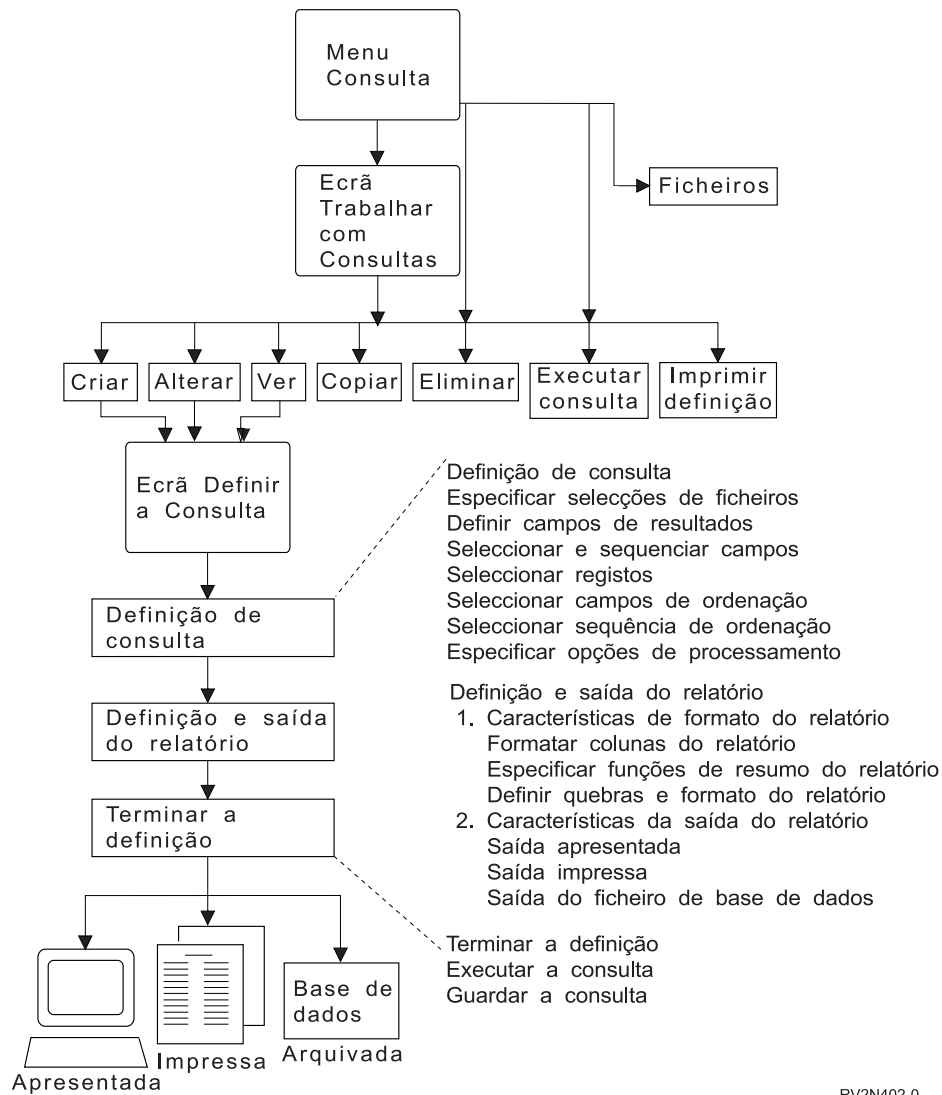 Menu
Consulta
Ecrã
Trabalhar
com
Consultas
Ficheiros
Criar
Alterar
Ver
Copiar
Eliminar
Executar
consulta
Imprimir
definição
Ecrã Definir
a Consulta
Definição de
consulta
Definição e saída
do relatório
Terminar a
definição
Definição de consulta
Especificar selecções de ficheiros
Definir campos de resultados
Seleccionar e sequenciar campos
Seleccionar registos
Seleccionar campos de ordenação
Seleccionar sequência de ordenação
Especificar opções de processamento
Definição e saída do relatório
1. Características de formato do relatório
Formatar colunas do relatório
Especificar funções de resumo do relatório
Definir quebras e formato do relatório
2. Características da saída do relatório
Saída apresentada
Saída impressa
Saída do ficheiro de base de dados
Terminar a definição
Executar a consulta
Guardar a consulta
Base de
dados
Apresentada
Impressa
Arquivada
RV2N402-0